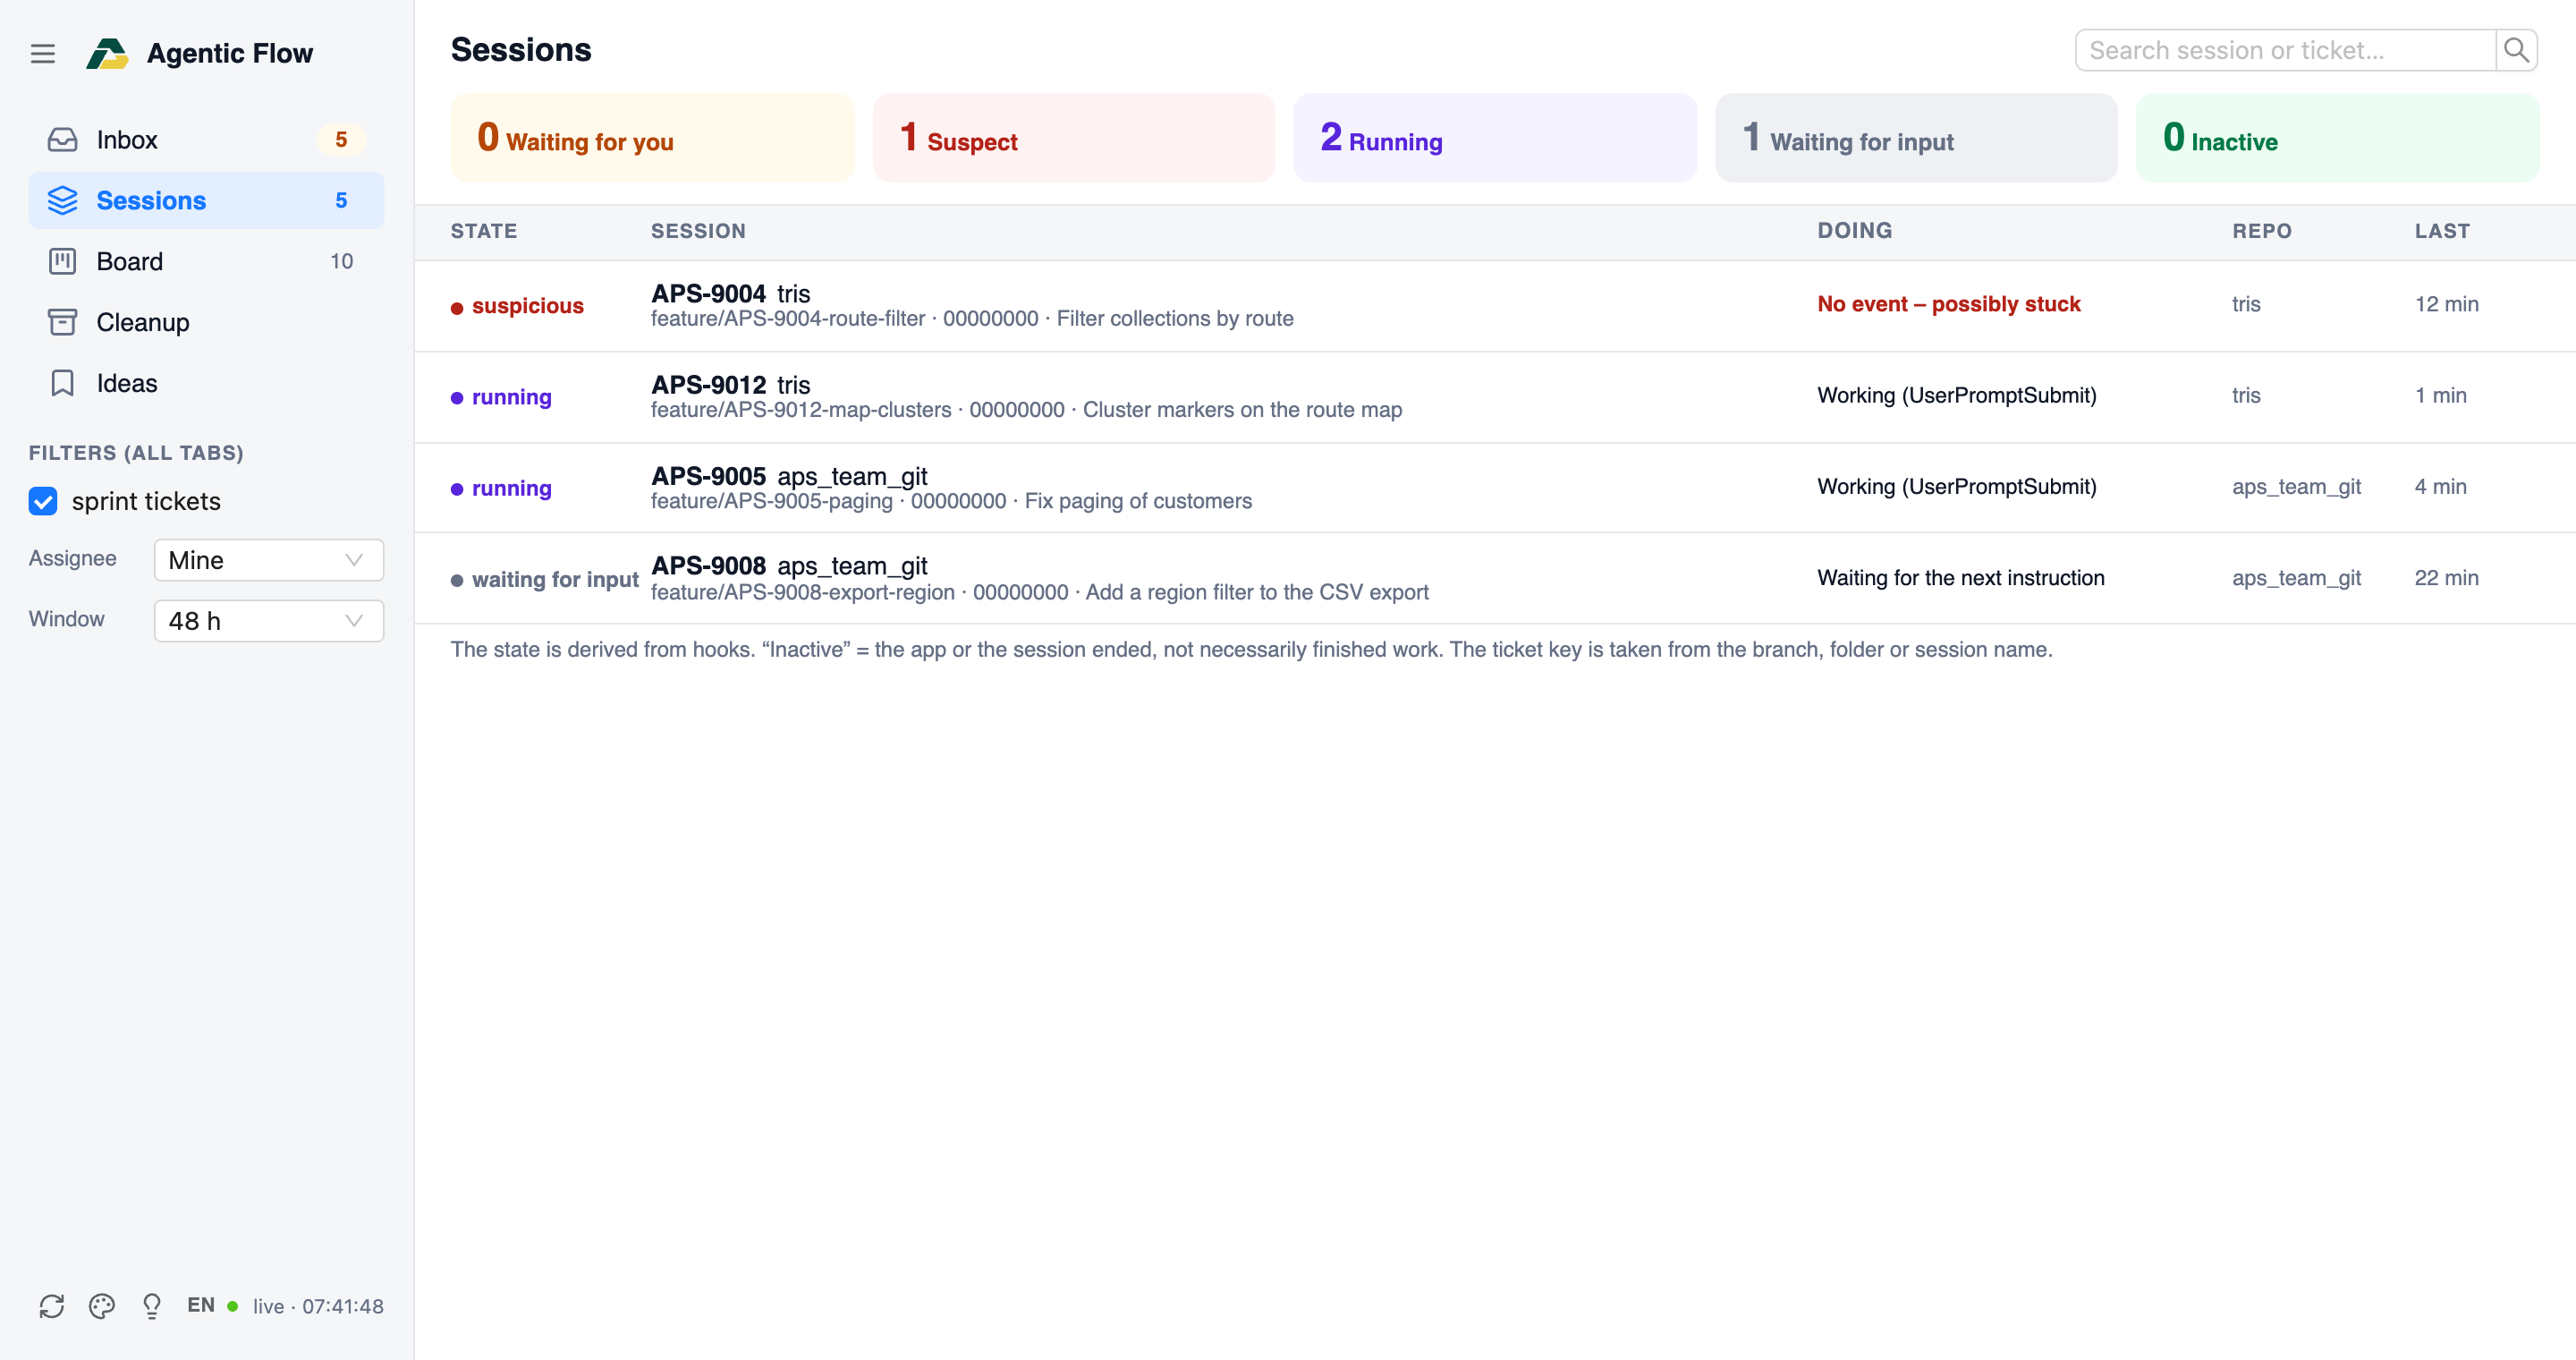 Agentic Flow
Inbox 5
Sessions 5
Board 10
Cleanup
Ideas
FILTERS (ALL TABS)
sprint tickets
Assignee Mine
Window 48 h
EN live · 07:41:48
Sessions
Search session or ticket...
0 Waiting for you
1 Suspect
2 Running
1 Waiting for input
0 Inactive
STATE SESSION DOING REPO LAST
suspicious APS-9004 tris No event – possibly stuck tris 12 min
feature/APS-9004-route-filter · 00000000 · Filter collections by route
running APS-9012 tris Working (UserPromptSubmit) tris 1 min
feature/APS-9012-map-clusters · 00000000 · Cluster markers on the route map
running APS-9005 aps_team_git Working (UserPromptSubmit) aps_team_git 4 min
feature/APS-9005-paging · 00000000 · Fix paging of customers
waiting for input APS-9008 aps_team_git Waiting for the next instruction aps_team_git 22 min
feature/APS-9008-export-region · 00000000 · Add a region filter to the CSV export
The state is derived from hooks. “Inactive” = the app or the session ended, not necessarily finished work. The ticket key is taken from the branch, folder or session name.